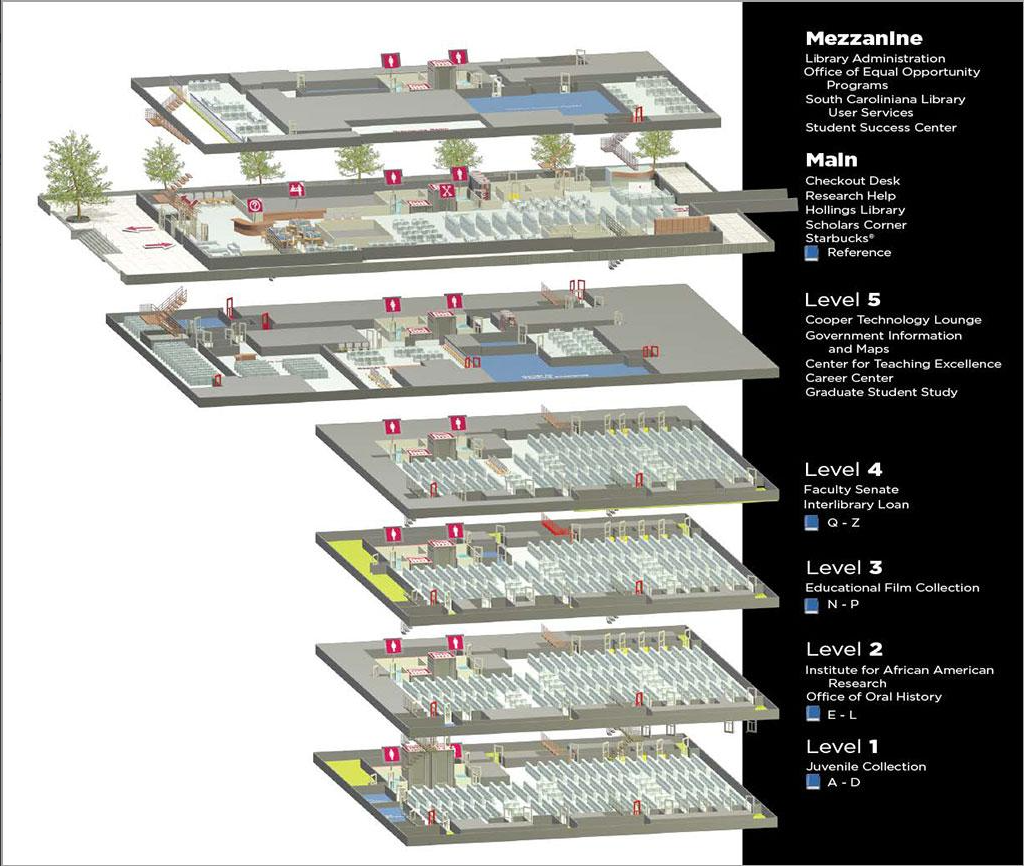 Mezzanine
Library Administration
Office of Equal Opportunity
Programs
South Caroliniana Library
User Services
Student Success Center
Main
Checkout Desk
Research Help
Hollings Library
Scholars Corner
Starbucks®
Reference
Level 5
Cooper Technology Lounge
Government Information
and Maps
Center for Teaching Excellence
Career Center
Graduate Student Study
Level 4
Faculty Senate
Interlibrary Loan
Q - Z
Level 3
Educational Film Collection
N - P
Level 2
Institute for African American
Research
Office of Oral History
E - L
Level 1
Juvenile Collection
A - D
?